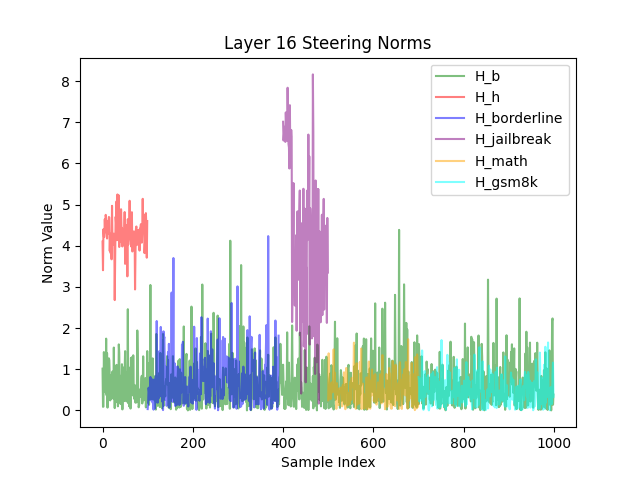 Layer 16 Steering Norms
H_b
H_h
H_borderline
H_jailbreak
H_math
H_gsm8k
Norm Value
8
7
6
5
4
3
2
1
0
0 200 400 600 800 1000
Sample Index